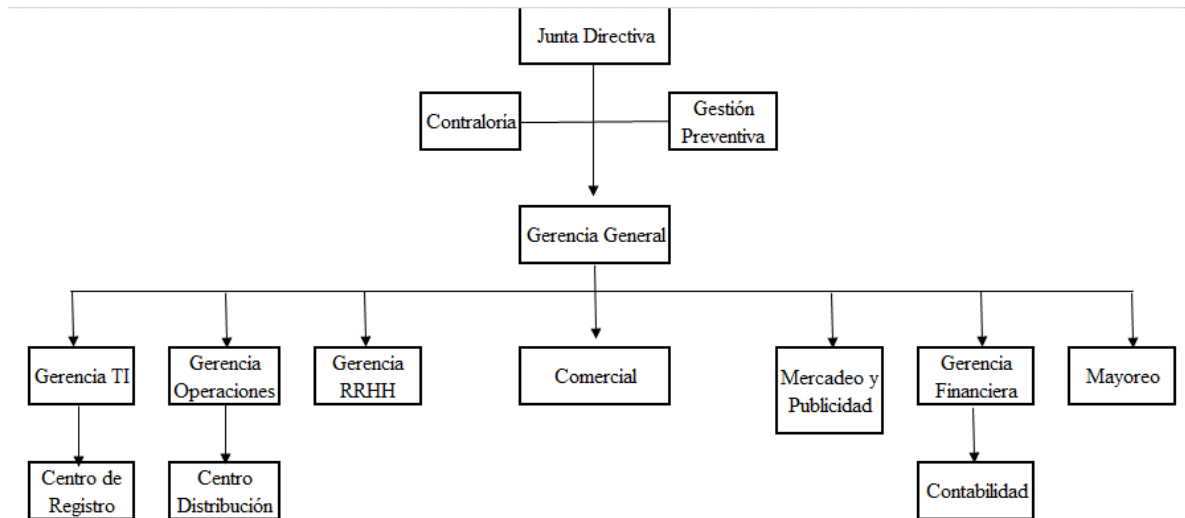 Junta Directiva
Contraloría
Gestión
Preventiva
Gerencia General
Gerencia TI
Gerencia
Operaciones
Gerencia
RRHH
Comercial
Mercadeo y
Publicidad
Gerencia
Financiera
Mayoreo
Centro de
Registro
Centro
Distribución
Contabilidad